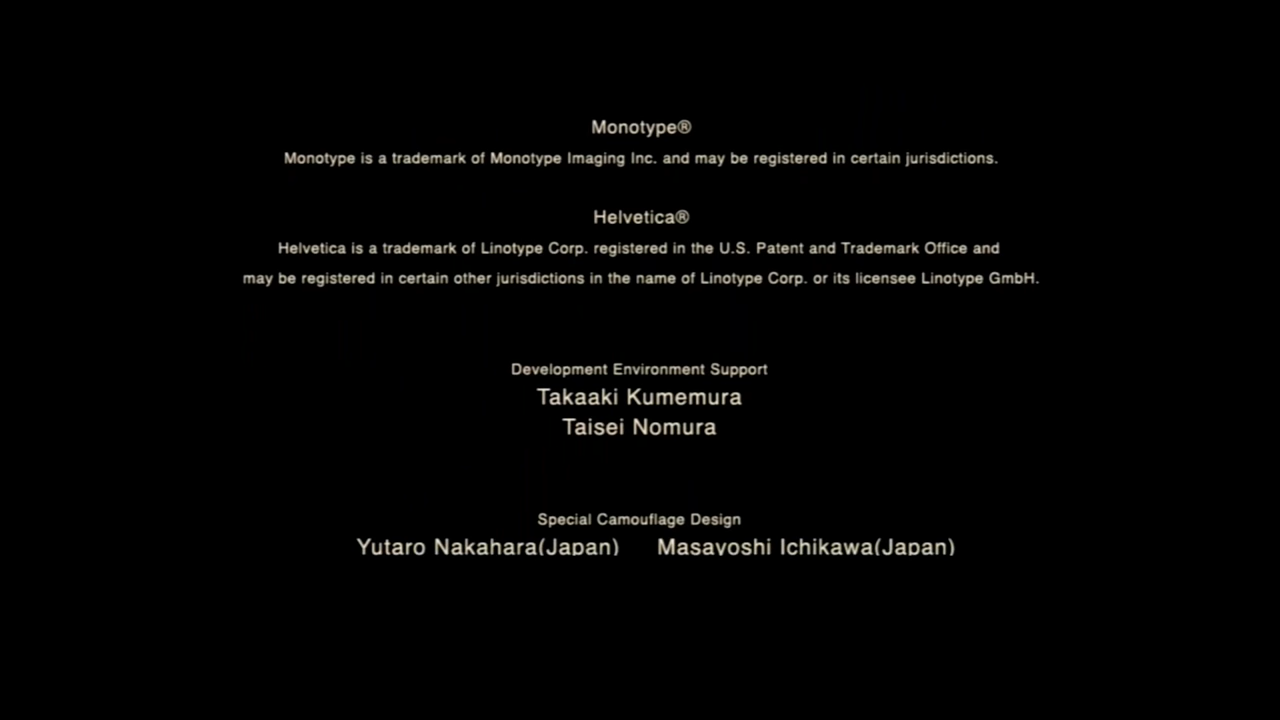 Monotype®
Monotype is a trademark of Monotype Imaging Inc. and may be registered in certain jurisdictions.
Helvetica®
Helvetica is a trademark of Linotype Corp. registered in the U.S. Patent and Trademark Office and
may be registered in certain other jurisdictions in the name of Linotype Corp. or its licensee Linotype GmbH.
Development Environment Support
Takaaki Kumemura
Taisei Nomura
Special Camouflage Design
Yutaro Nakahara(Japan) Masayoshi Ichikawa(Japan)